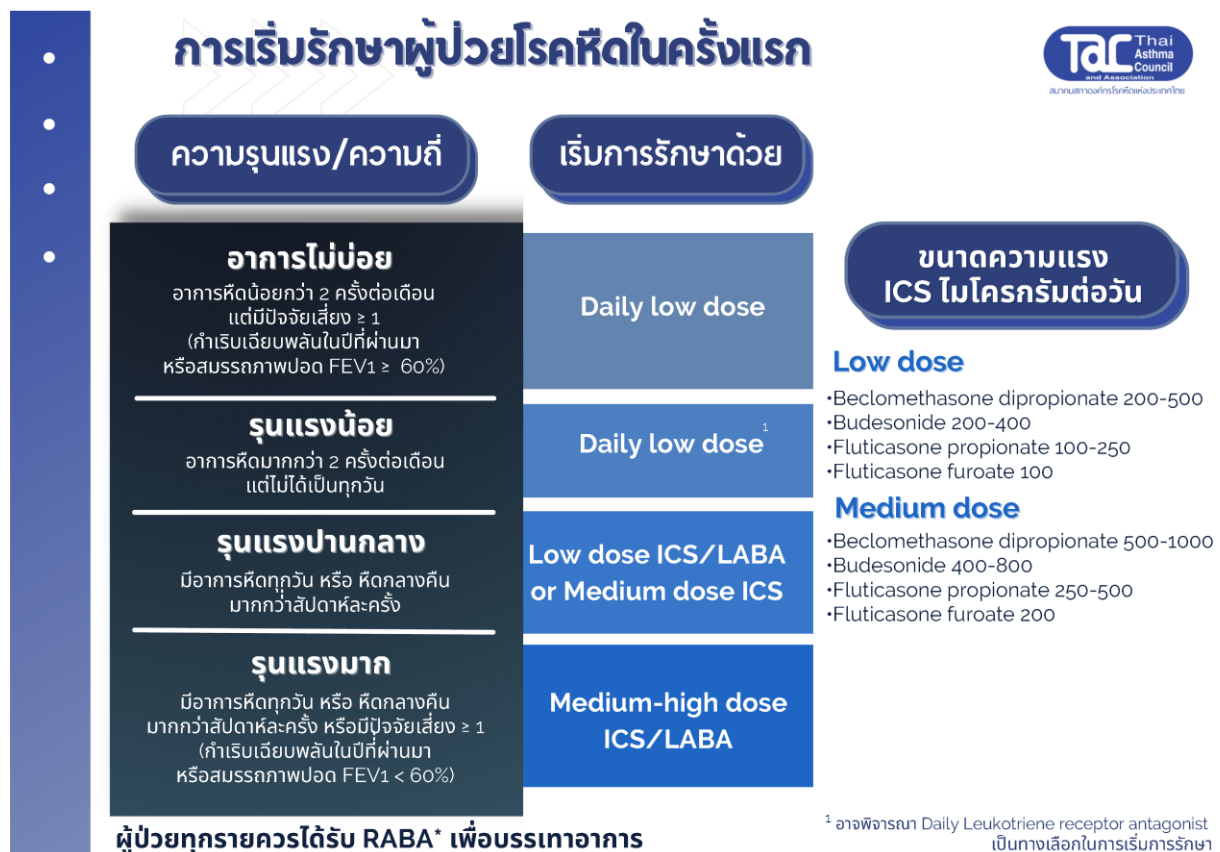 การเริ่มรักษาผู้ป่วยโรคหืดในครั้งแรก
TAC Thai
Asthma
Council
and Association
สมาคมสภาองค์กรโรคหืดแห่งประเทศไทย
ความรุนแรง/ความถี่
เริ่มการรักษาด้วย
อาการไม่บ่อย
อาการหืดน้อยกว่า 2 ครั้งต่อเดือน
แต่มีปัจจัยเสี่ยง ≥ 1
(กำเริบเฉียบพลันในปีที่ผ่านมา
หรือสมรรถภาพปอด FEV1 ≥ 60%)
Daily low dose
รุนแรงน้อย
อาการหืดมากกว่า 2 ครั้งต่อเดือน
แต่ไม่ได้เป็นทุกวัน
Daily low dose¹
รุนแรงปานกลาง
มีอาการหืดทุกวัน หรือ หืดกลางคืน
มากกว่าสัปดาห์ละครั้ง
Low dose ICS/LABA
or Medium dose ICS
รุนแรงมาก
มีอาการหืดทุกวัน หรือ หืดกลางคืน
มากกว่าสัปดาห์ละครั้ง หรือมีปัจจัยเสี่ยง ≥ 1
(กำเริบเฉียบพลันในปีที่ผ่านมา
หรือสมรรถภาพปอด FEV1 < 60%)
Medium-high dose
ICS/LABA
ขนาดความแรง
ICS ไมโครกรัมต่อวัน
Low dose
•Beclomethasone dipropionate 200-500
•Budesonide 200-400
•Fluticasone propionate 100-250
•Fluticasone furoate 100
Medium dose
•Beclomethasone dipropionate 500-1000
•Budesonide 400-800
•Fluticasone propionate 250-500
•Fluticasone furoate 200
ผู้ป่วยทุกรายควรได้รับ RABA* เพื่อบรรเทาอาการ
¹ อาจพิจารณา Daily Leukotriene receptor antagonist
เป็นทางเลือกในการเริ่มการรักษา